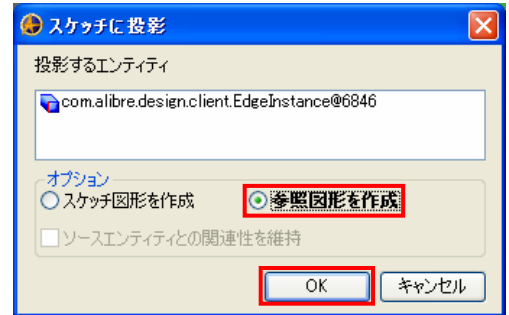 スケッチに投影
投影するエンティティ
com.alibre.design.client.EdgeInstance@6846
オプション
スケッチ図形を作成 参照図形を作成
ソースエンティティとの関連性を維持
OK キャンセル